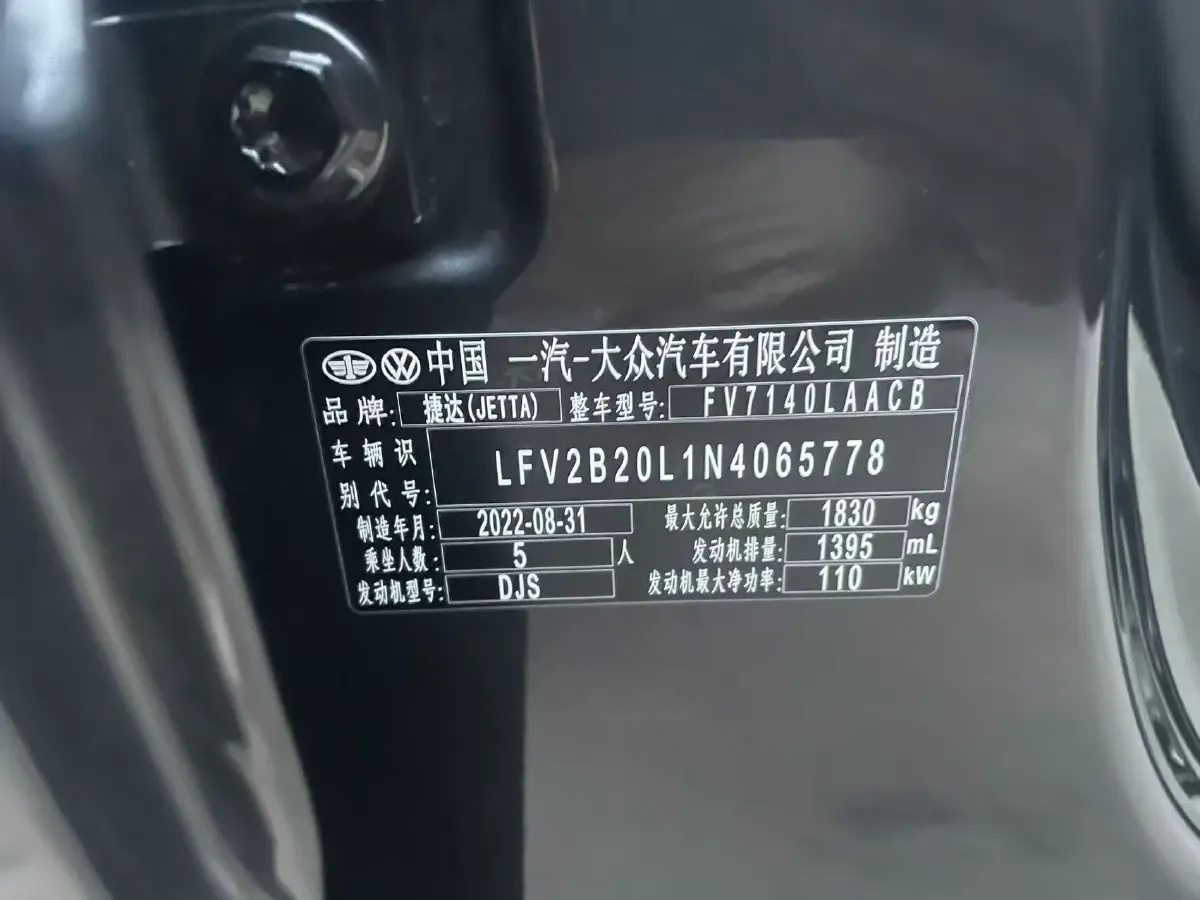 中国 一汽-大众汽车有限公司 制造
品牌: 捷达(JETTA) 整车型号: FV7140LAACB
车辆识别代号: LFV2B20L1N4065778
制造年月: 2022-08-31 最大允许总质量: 1830 kg
乘坐人数: 5 人 发动机排量: 1395 mL
发动机型号: DJS 发动机最大净功率: 110 kW